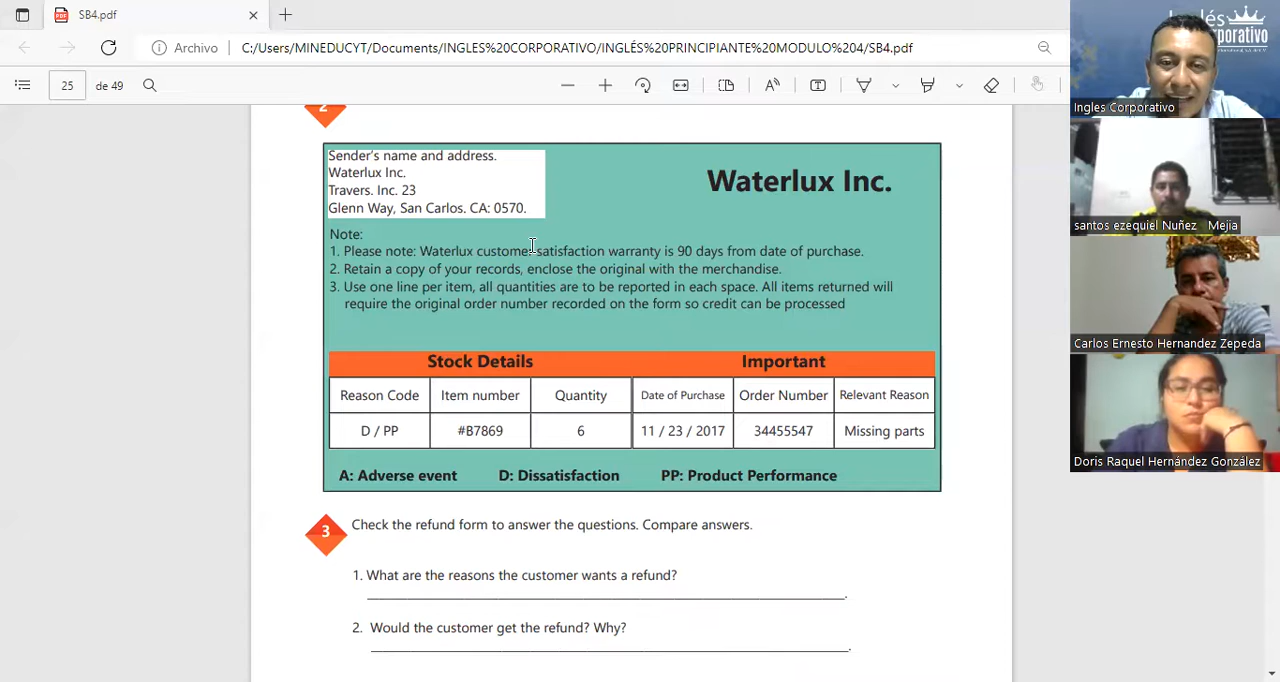 SB4.pdf
Archivo
C:/Users/MINEDUCYT/Documents/INGLES%20CORPORATIVO/INGLÉS%20PRINCIPIANTE%20MODULO%204/SB4.pdf
25 de 49
2
Sender's name and address.
Waterlux Inc.
Travers. Inc. 23
Glenn Way, San Carlos. CA: 0570.
Waterlux Inc.
Note:
1. Please note: Waterlux customer satisfaction warranty is 90 days from date of purchase.
2. Retain a copy of your records, enclose the original with the merchandise.
3. Use one line per item, all quantities are to be reported in each space. All items returned will
require the original order number recorded on the form so credit can be processed
Stock Details Important
Reason Code Item number Quantity Date of Purchase Order Number Relevant Reason
D / PP #B7869 6 11 / 23 / 2017 34455547 Missing parts
A: Adverse event D: Dissatisfaction PP: Product Performance
3 Check the refund form to answer the questions. Compare answers.
1. What are the reasons the customer wants a refund?
2. Would the customer get the refund? Why?
Inglés
Corporativo
Ingles Corporativo
santos ezequiel Nuñez Mejia
Carlos Ernesto Hernandez Zepeda
Doris Raquel Hernández González